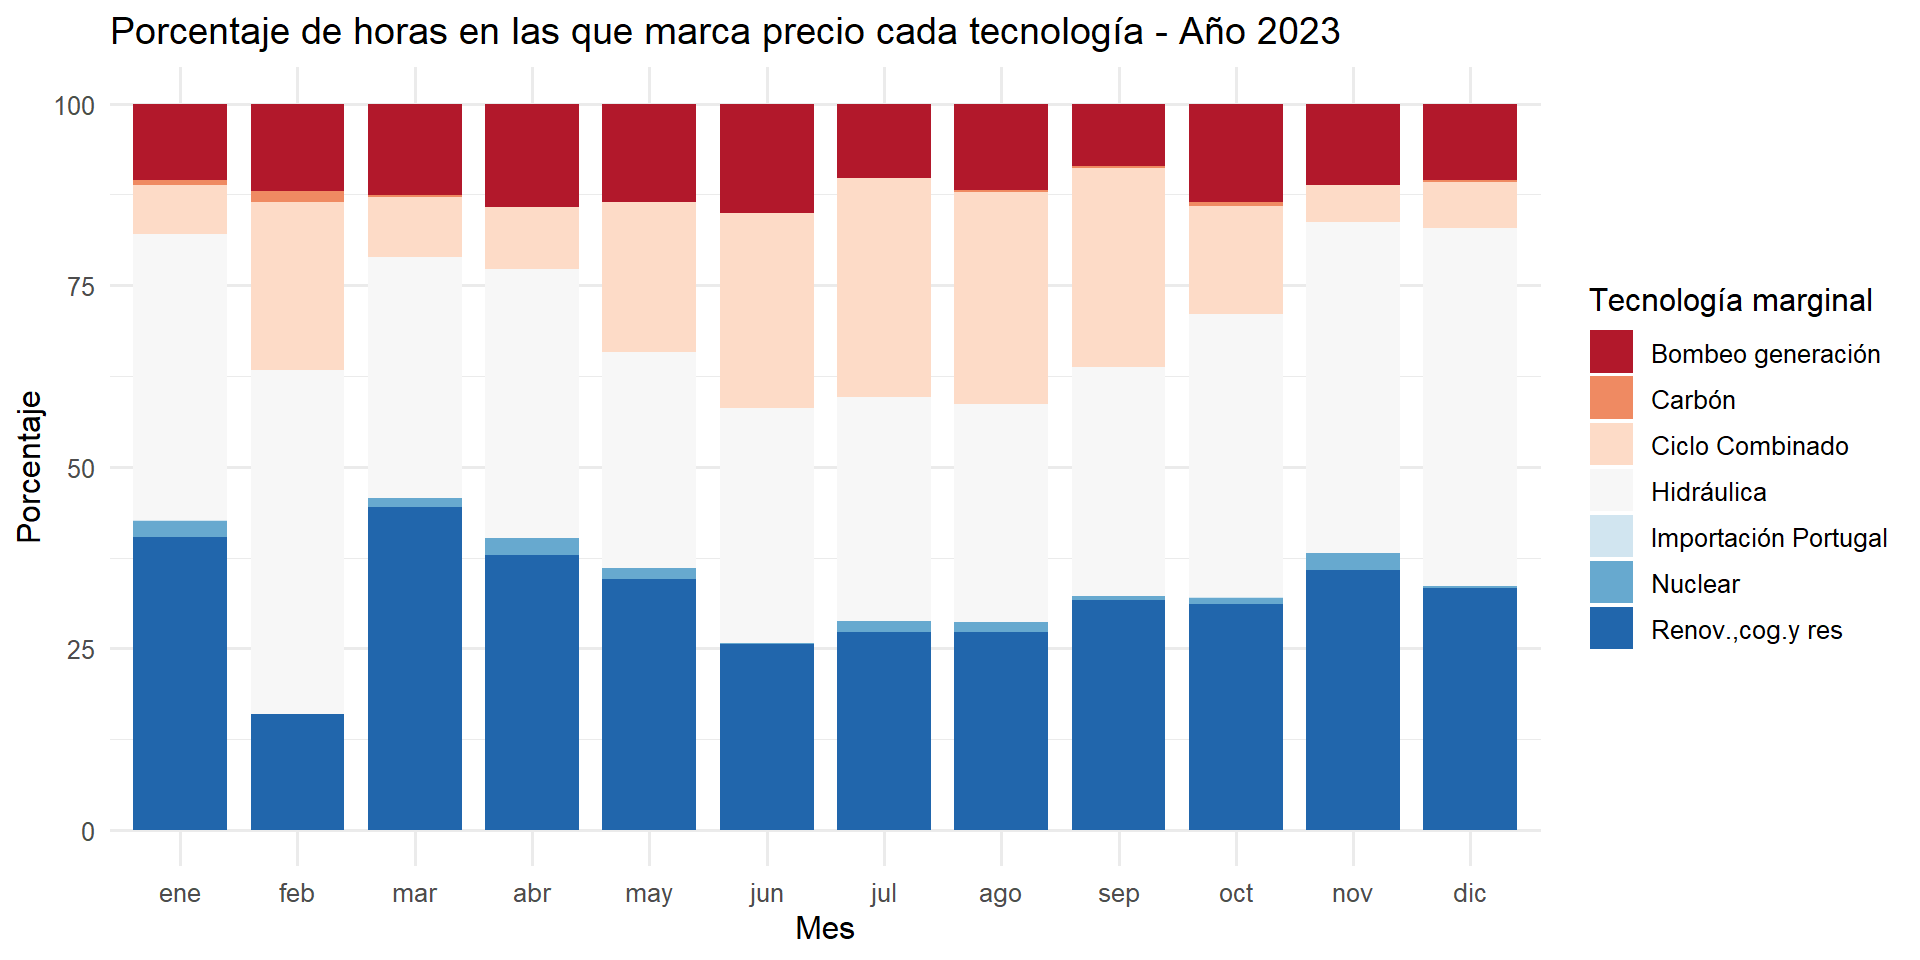 Porcentaje de horas en las que marca precio cada tecnología - Año 2023
100
75
50
25
0
Porcentaje
ene feb mar abr may jun jul ago sep oct nov dic
Mes
Tecnología marginal
Bombeo generación
Carbón
Ciclo Combinado
Hidráulica
Importación Portugal
Nuclear
Renov.,cog.y res